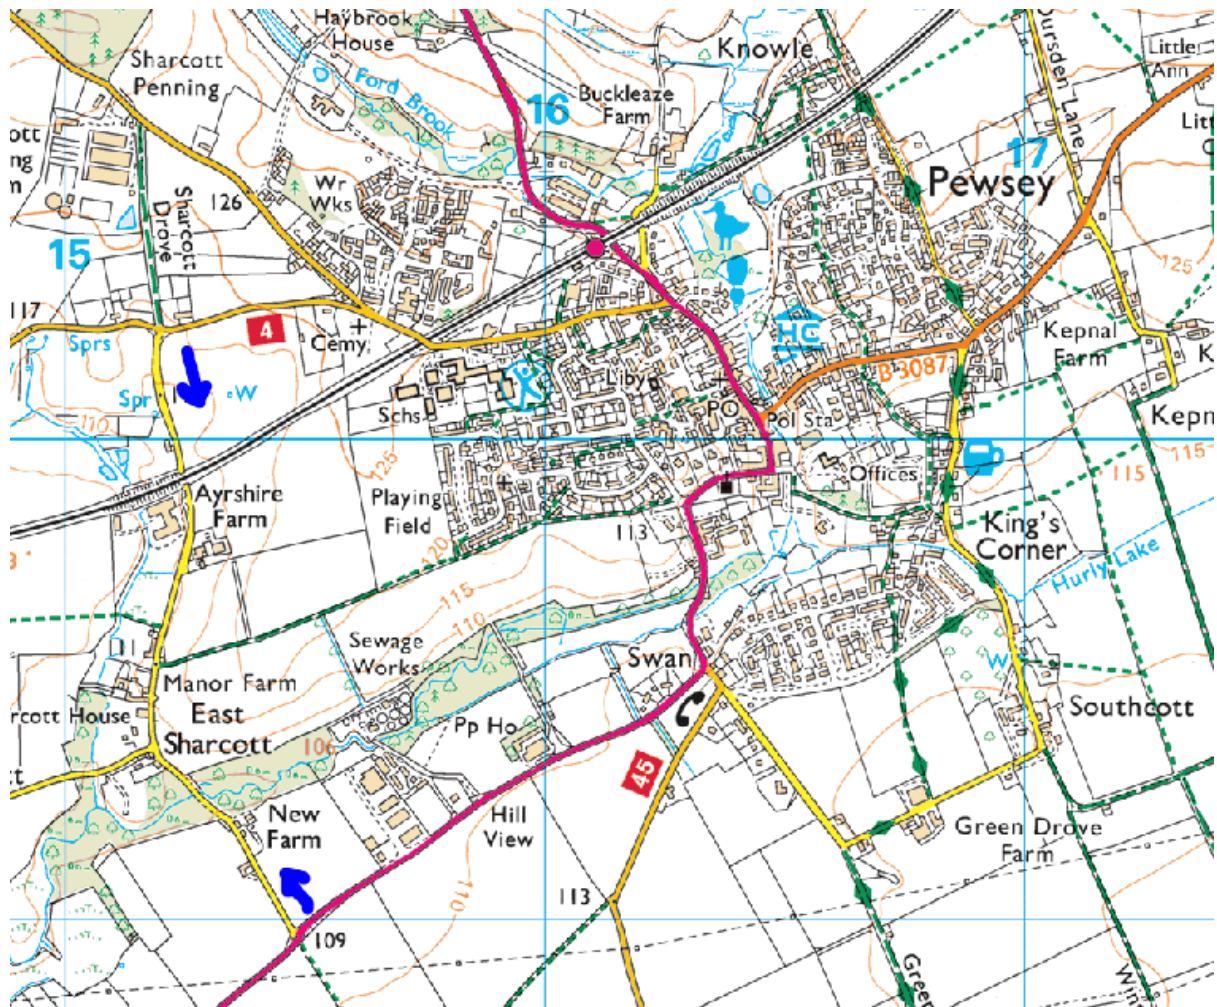 Haybrook
House
Knowle
Dursden Lane
Little
Ann
Sharcott
Penning
Ford Brook
16
Buckleaze
Farm
Wr
Wks
17
Pewsey
126
Sharcott
Drove
15
125
117
4
Cemy
HC
Kepnal
Farm
Sprs
B 3087
Liby
Spr
W
Schs
PO
Pol Sta
110
125
Offices
115
115
Ayrshire
Farm
Playing
Field
113
King's
Corner
120
115
Hurly Lake
110
Sewage
Works
Swan
W
Manor Farm
East
Sharcott
Southcott
Pp Ho
106
45
New
Farm
Hill
View
Green Drove
Farm
110
113
109